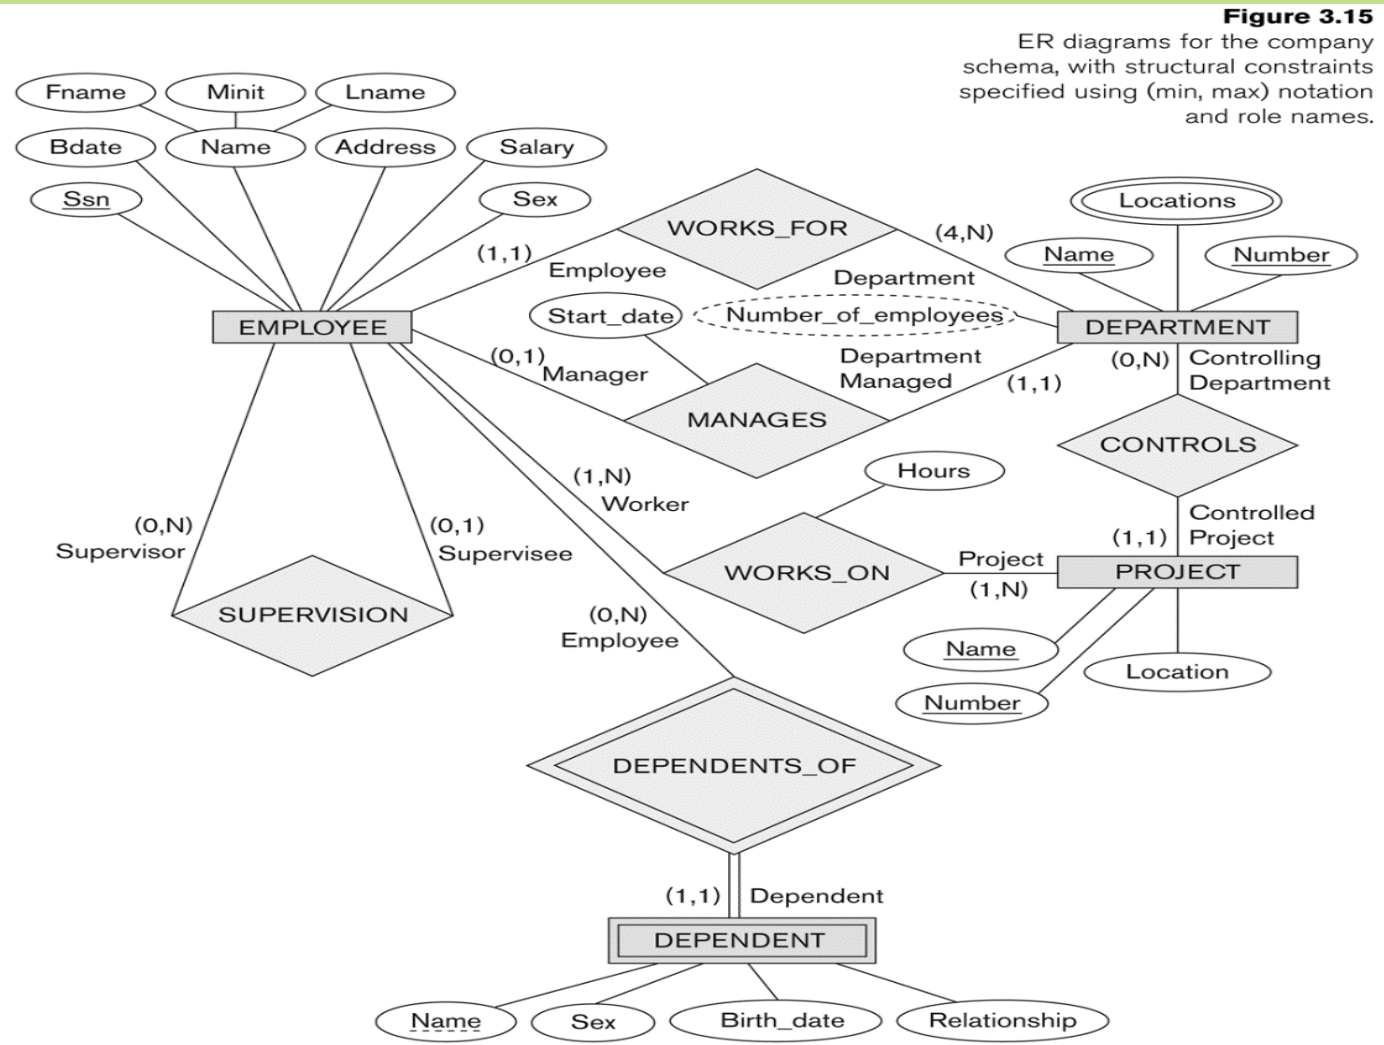 Figure 3.15
ER diagrams for the company
schema, with structural constraints
specified using (min, max) notation
and role names.
Fname
Minit
Lname
Bdate
Name
Address
Salary
Ssn
Sex
WORKS_FOR
(1,1)
Employee
(4,N)
Department
Locations
Name
Number
Start_date
Number_of_employees
EMPLOYEE
DEPARTMENT
(0,1)
Manager
Department
Managed
(1,1)
MANAGES
(0,N)
Controlling
Department
CONTROLS
Hours
(1,N)
Worker
(0,N)
Supervisor
(0,1)
Supervisee
Controlled
Project
(1,1)
WORKS_ON
Project
(1,N)
PROJECT
SUPERVISION
(0,N)
Employee
Name
Number
Location
DEPENDENTS_OF
(1,1)
Dependent
DEPENDENT
Name
Sex
Birth_date
Relationship